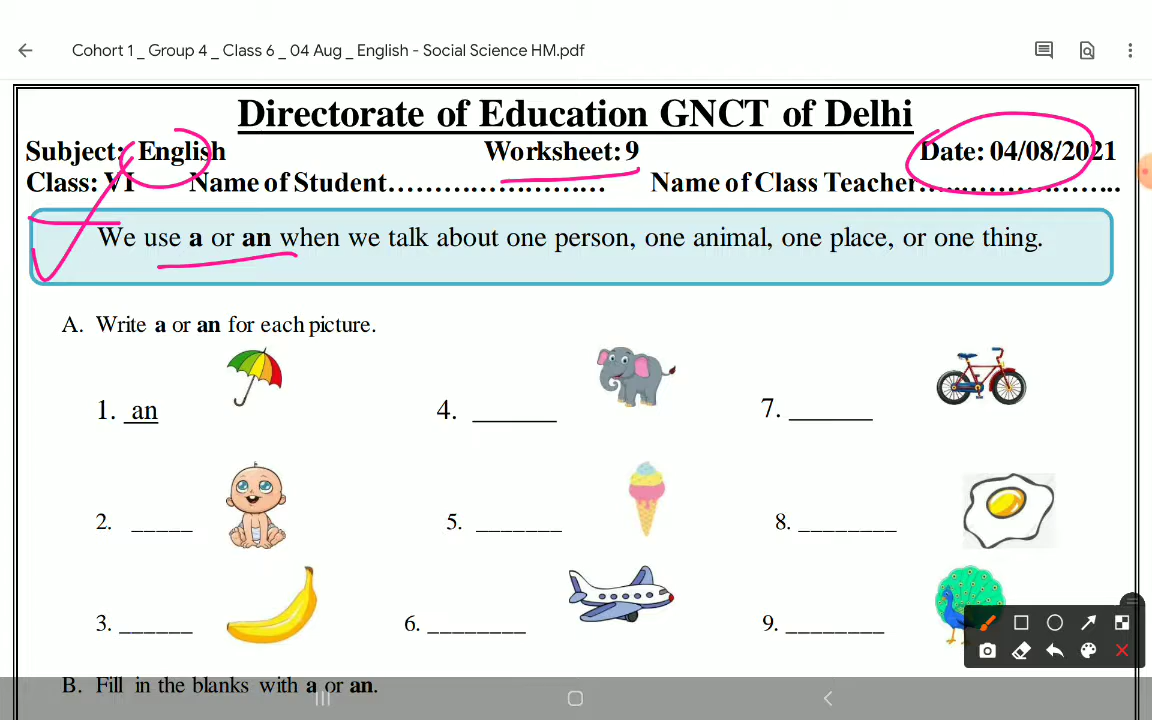 Cohort 1 _ Group 4 _ Class 6 _ 04 Aug _ English - Social Science HM.pdf
Directorate of Education GNCT of Delhi
Subject: English Worksheet: 9 Date: 04/08/2021
Class: VI Name of Student........................ Name of Class Teacher......................
We use a or an when we talk about one person, one animal, one place, or one thing.
A. Write a or an for each picture.
1. an 4. _______ 7. _______
2. _____ 5. _______ 8. ________
3. ______ 6. ________ 9. ________
B. Fill in the blanks with a or an.